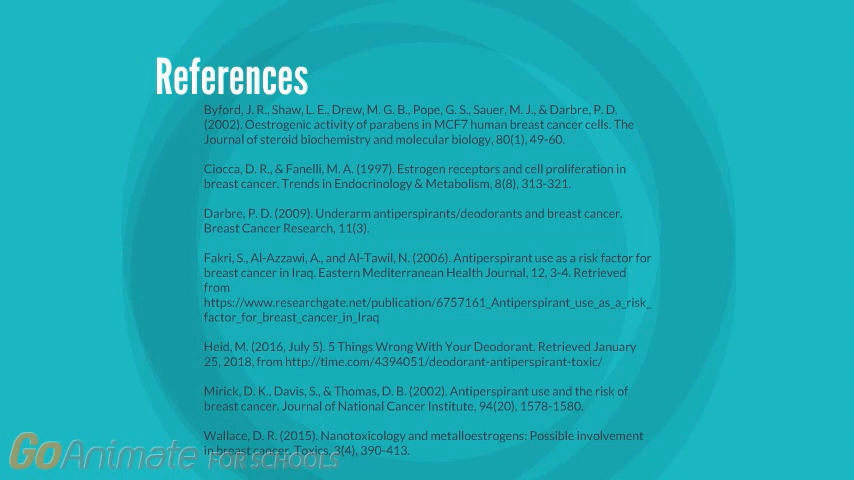 References
Byford, J. R., Shaw, L. E., Drew, M. G. B., Pope, G. S., Sauer, M. J., & Darbre, P. D.
(2002). Oestrogenic activity of parabens in MCF7 human breast cancer cells. The
Journal of steroid biochemistry and molecular biology, 80(1), 49-60.
Ciocca, D. R., & Fanelli, M. A. (1997). Estrogen receptors and cell proliferation in
breast cancer. Trends in Endocrinology & Metabolism, 8(8), 313-321.
Darbre, P. D. (2009). Underarm antiperspirants/deodorants and breast cancer.
Breast Cancer Research, 11(3).
Fakri, S., Al-Azzawi, A., and Al-Tawil, N. (2006). Antiperspirant use as a risk factor for
breast cancer in Iraq. Eastern Mediterranean Health Journal, 12, 3-4. Retrieved
from
https://www.researchgate.net/publication/6757161_Antiperspirant_use_as_a_risk_
factor_for_breast_cancer_in_Iraq
Heid, M. (2016, July 5). 5 Things Wrong With Your Deodorant. Retrieved January
25, 2018, from http://time.com/4394051/deodorant-antiperspirant-toxic/
Mirick, D. K., Davis, S., & Thomas, D. B. (2002). Antiperspirant use and the risk of
breast cancer. Journal of National Cancer Institute, 94(20), 1578-1580.
Wallace, D. R. (2015). Nanotoxicology and metalloestrogens: Possible involvement
in breast cancer. Toxics, 3(4), 390-413.
GoAnimate FOR SCHOOLS